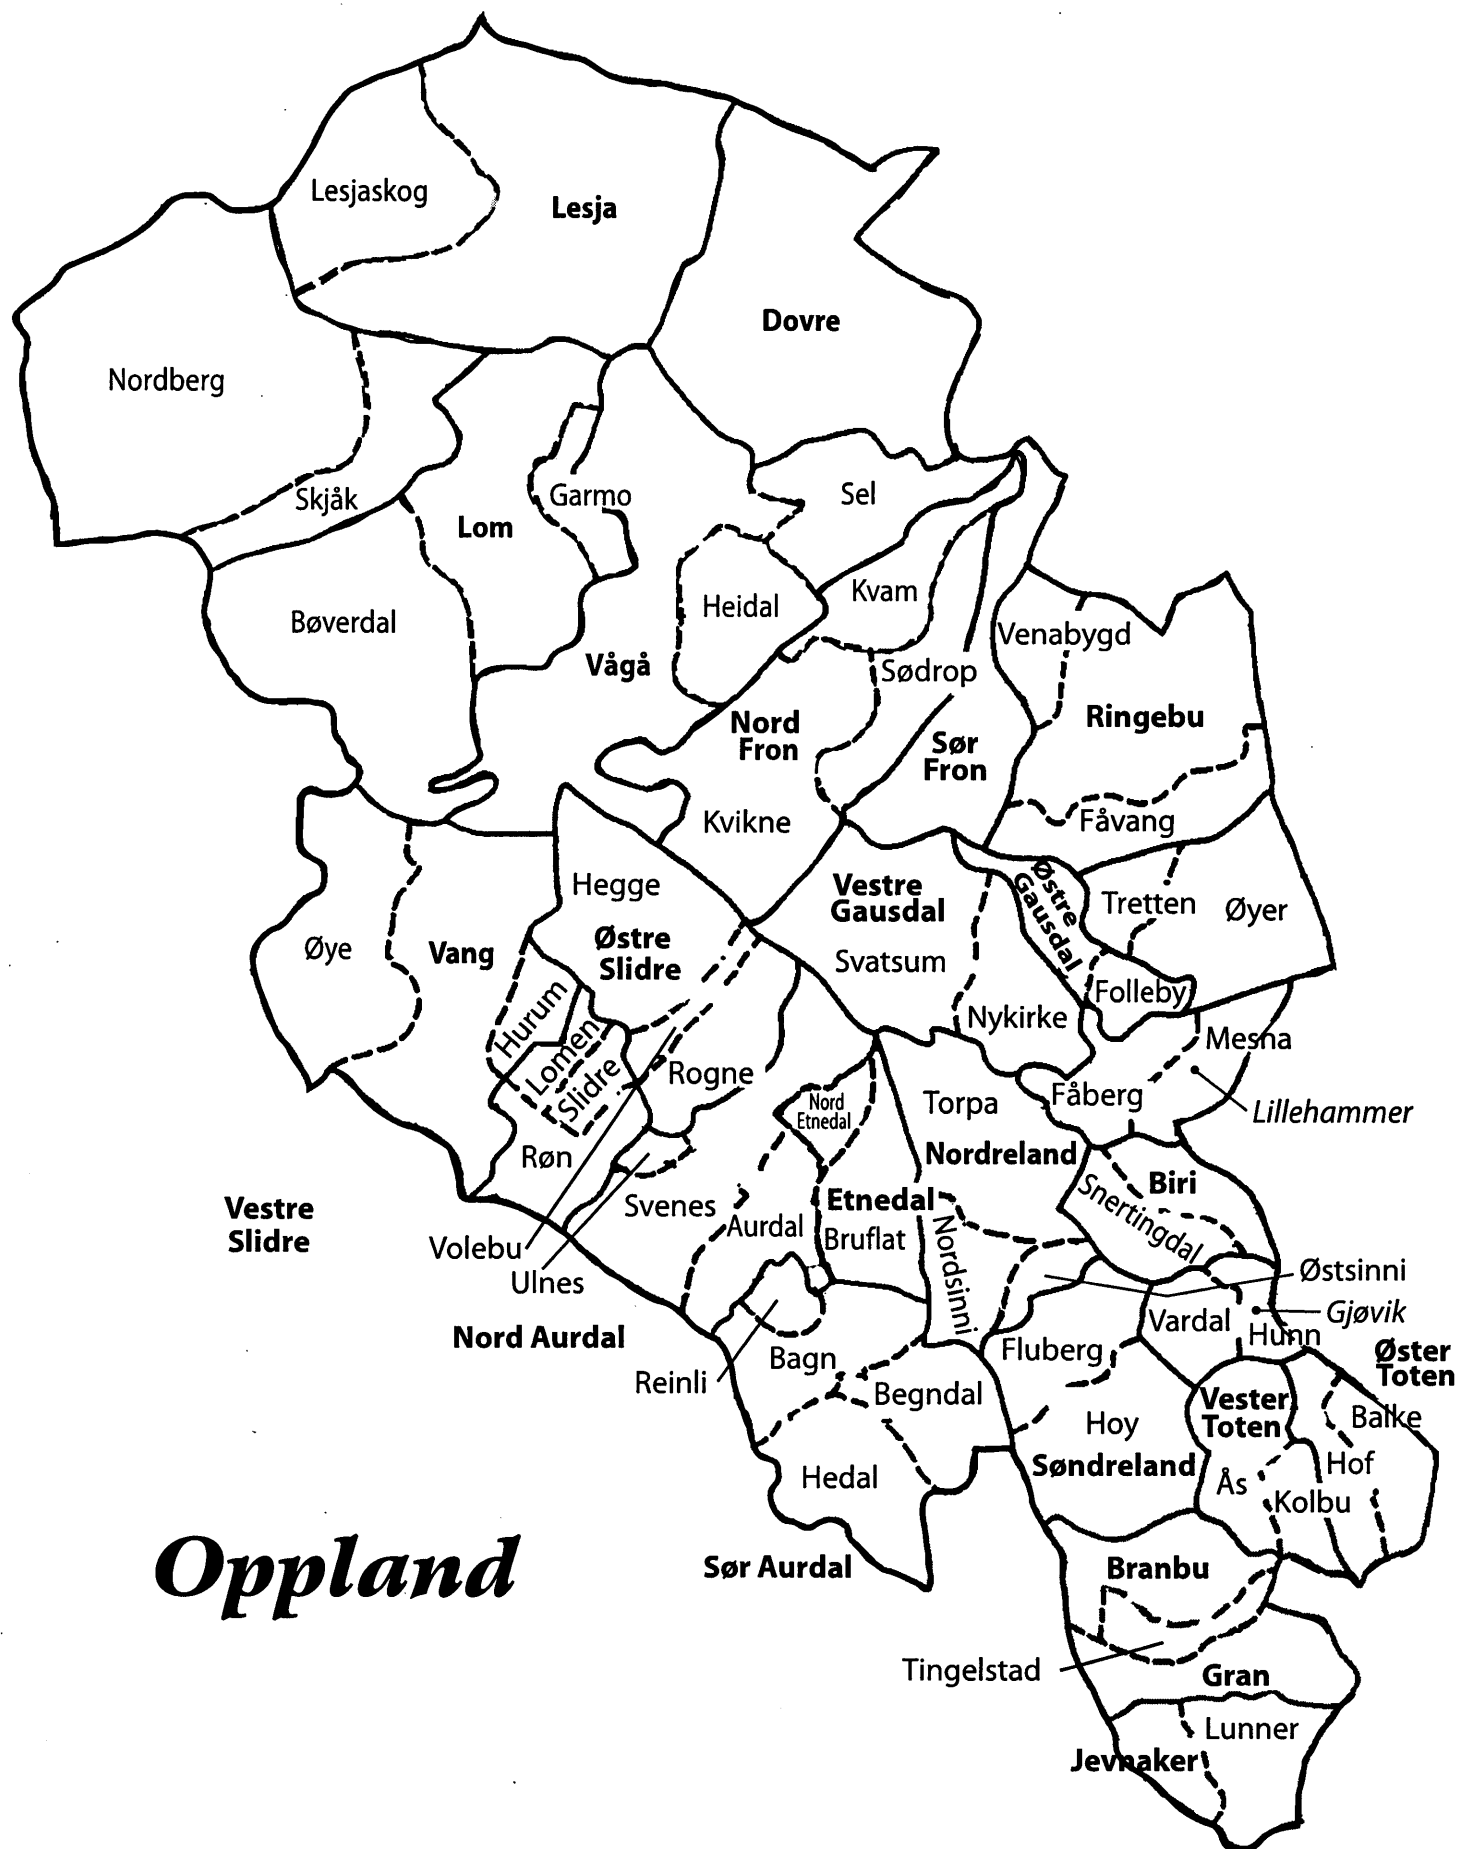 Lesjaskog
Lesja
Dovre
Nordberg
Skjåk
Garmo
Sel
Lom
Bøverdal
Heidal
Kvam
Venabygd
Vågå
Sødrop
Nord
Fron
Ringebu
Sør
Fron
Kvikne
Fåvang
Hegge
Vestre
Gausdal
Østre
Gausdal
Tretten
Øyer
Øye
Vang
Østre
Slidre
Svatsum
Folleby
Hurum
Nykirke
Mesna
Lomen
Slidre
Rogne
Torpa
Fåberg
Lillehammer
Nord
Etnedal
Røn
Nordreland
Biri
Snertingdal
Vestre
Slidre
Svenes
Aurdal
Etnedal
Bruflat
Nordsinni
Volebu
Ulnes
Østsinni
Gjøvik
Nord Aurdal
Vardal
Hunn
Reinli
Bagn
Fluberg
Øster
Toten
Begndal
Hoy
Vester
Toten
Balke
Hedal
Søndreland
Ås
Hof
Kolbu
Oppland
Sør Aurdal
Branbu
Tingelstad
Gran
Lunner
Jevnaker